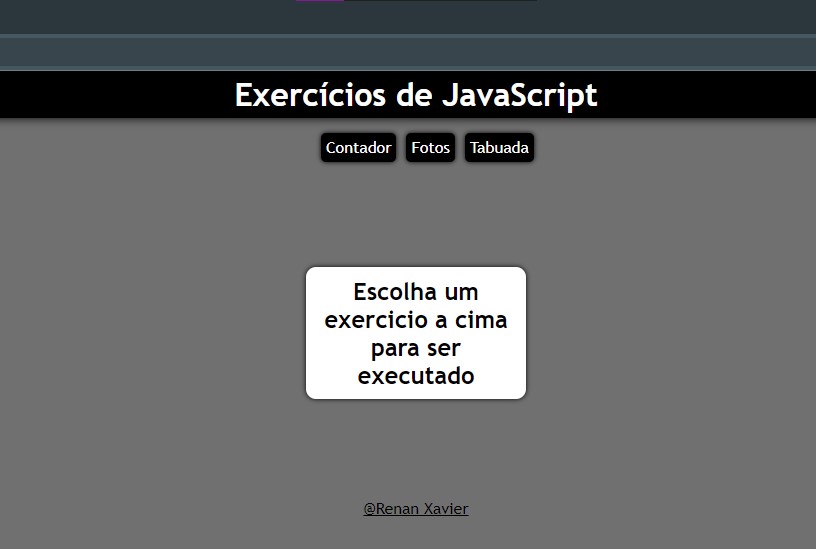 Exercícios de JavaScript
Contador Fotos Tabuada
Escolha um
exercicio a cima
para ser
executado
@Renan Xavier